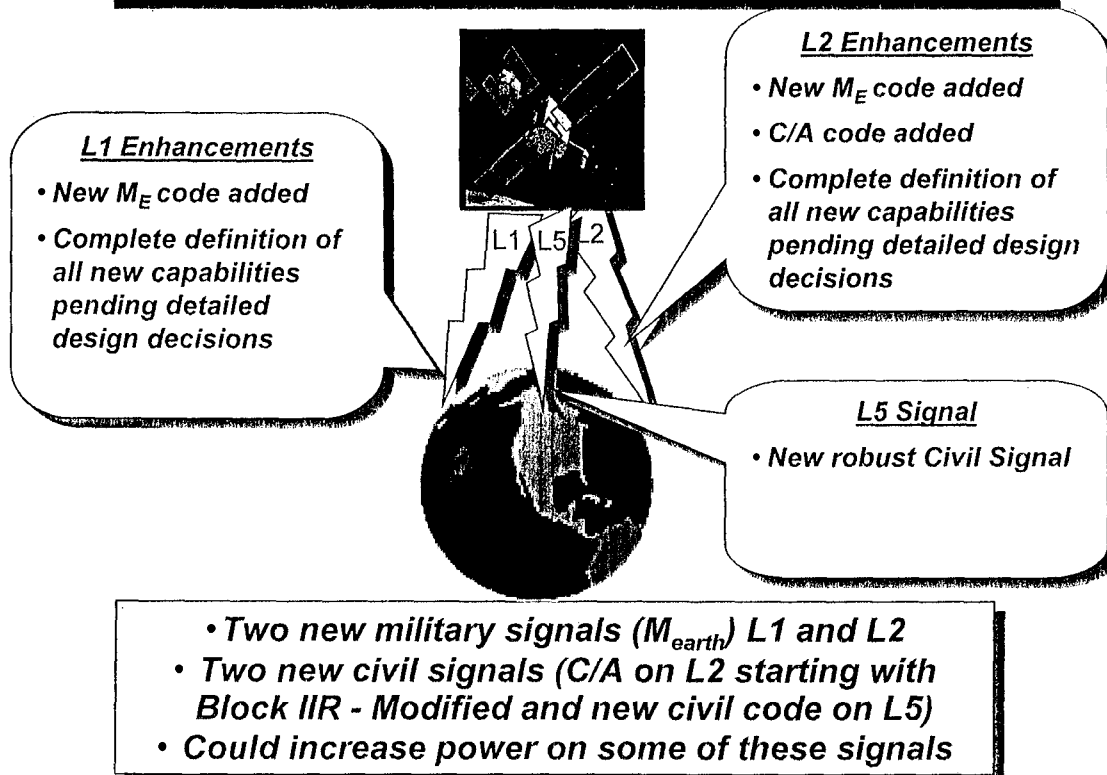 L1 Enhancements
• New M_E code added
• Complete definition of
all new capabilities
pending detailed
design decisions
L2 Enhancements
• New M_E code added
• C/A code added
• Complete definition of
all new capabilities
pending detailed design
decisions
L1 L5 L2
L5 Signal
• New robust Civil Signal
• Two new military signals (M_earth) L1 and L2
• Two new civil signals (C/A on L2 starting with
Block IIR - Modified and new civil code on L5)
• Could increase power on some of these signals